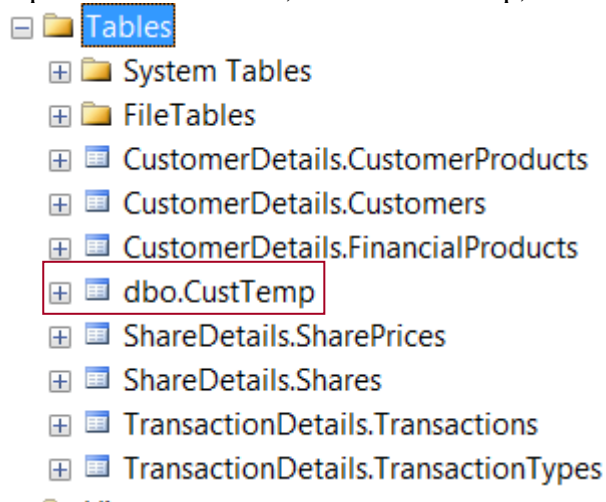 Tables
System Tables
FileTables
CustomerDetails.CustomerProducts
CustomerDetails.Customers
CustomerDetails.FinancialProducts
dbo.CustTemp
ShareDetails.SharePrices
ShareDetails.Shares
TransactionDetails.Transactions
TransactionDetails.TransactionTypes